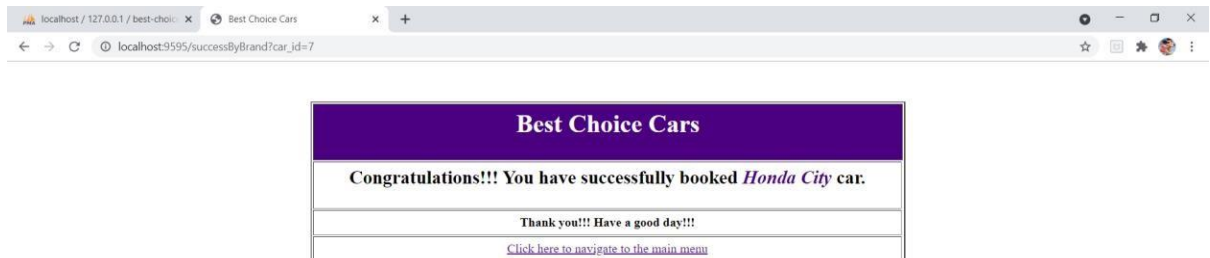 localhost / 127.0.0.1 / best-choic
Best Choice Cars
localhost:9595/successByBrand?car_id=7
Best Choice Cars
Congratulations!!! You have successfully booked Honda City car.
Thank you!!! Have a good day!!!
Click here to navigate to the main menu